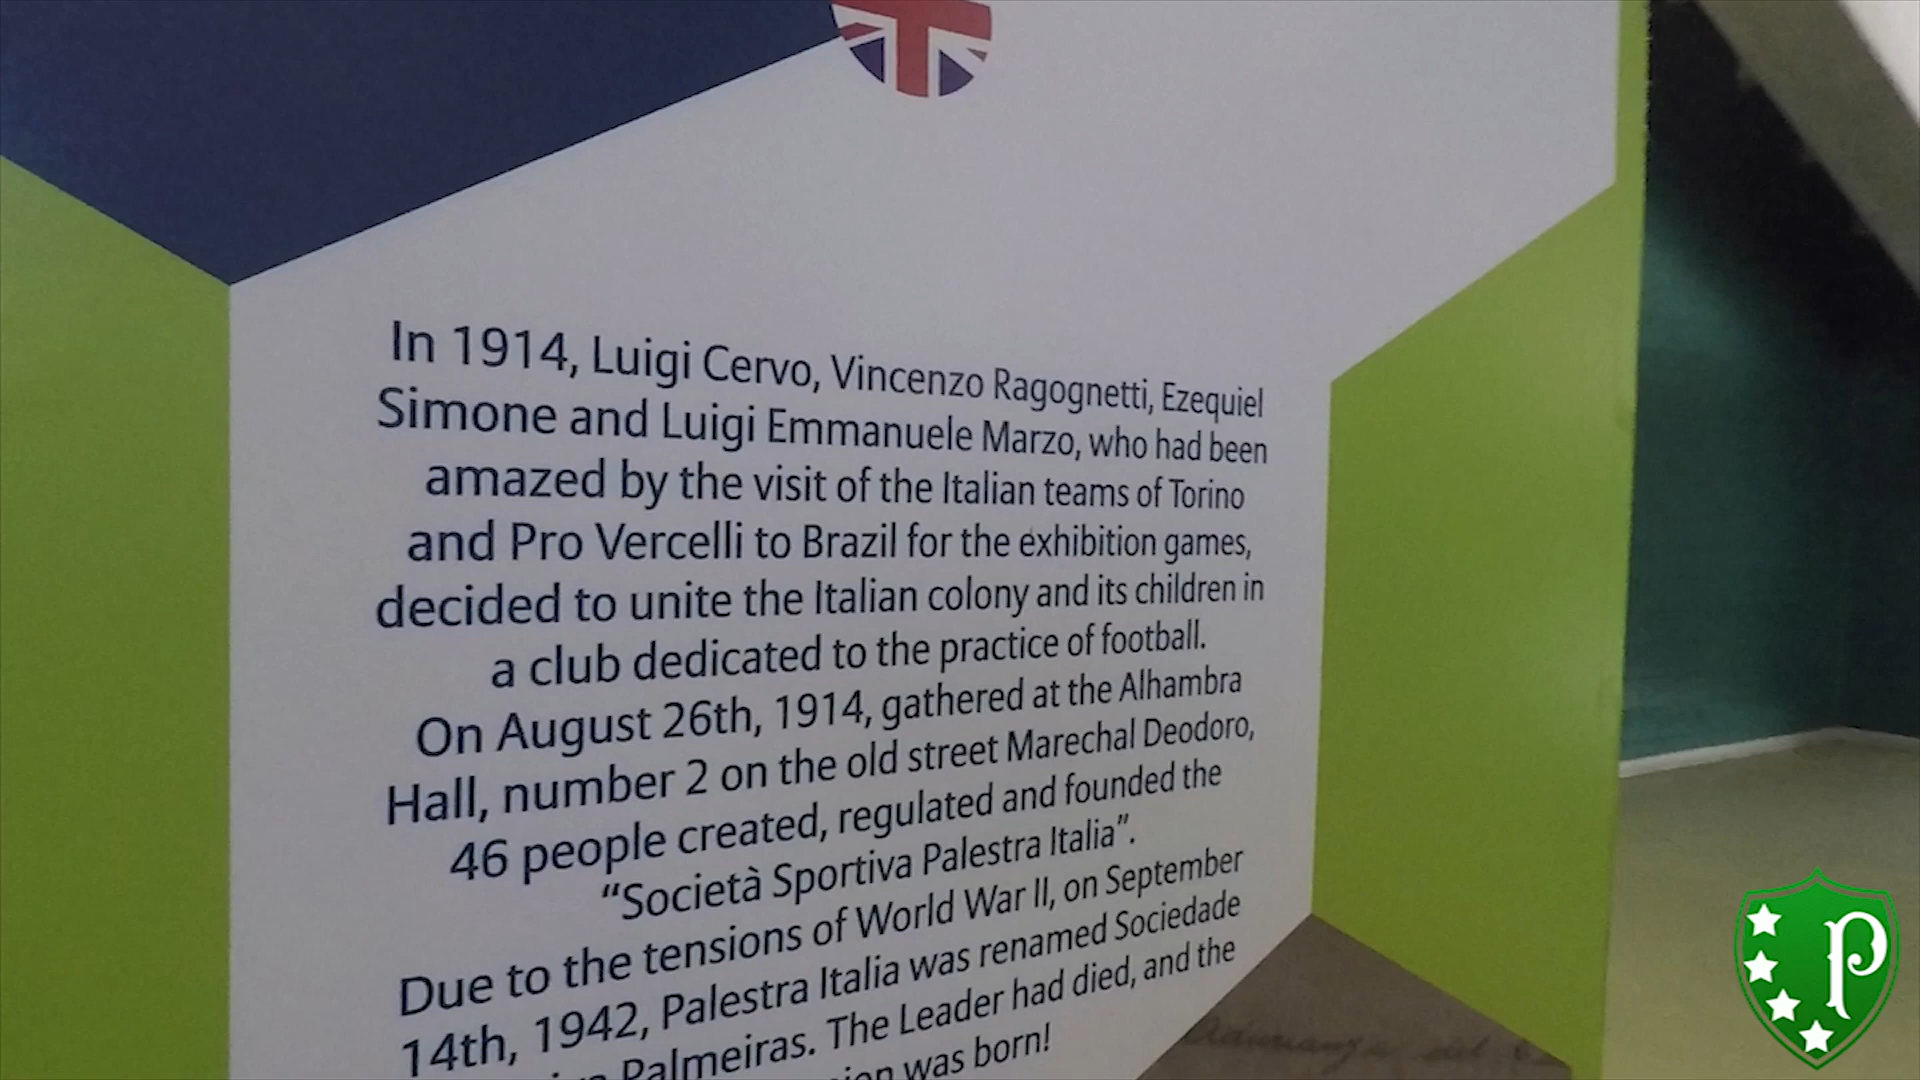 In 1914, Luigi Cervo, Vincenzo Ragognetti, Ezequiel
Simone and Luigi Emmanuele Marzo, who had been
amazed by the visit of the Italian teams of Torino
and Pro Vercelli to Brazil for the exhibition games,
decided to unite the Italian colony and its children in
a club dedicated to the practice of football.
On August 26th, 1914, gathered at the Alhambra
Hall, number 2 on the old street Marechal Deodoro,
46 people created, regulated and founded the
“Società Sportiva Palestra Italia”.
Due to the tensions of World War II, on September
14th, 1942, Palestra Italia was renamed Sociedade
Palmeiras. The Leader had died, and the
was born!
P